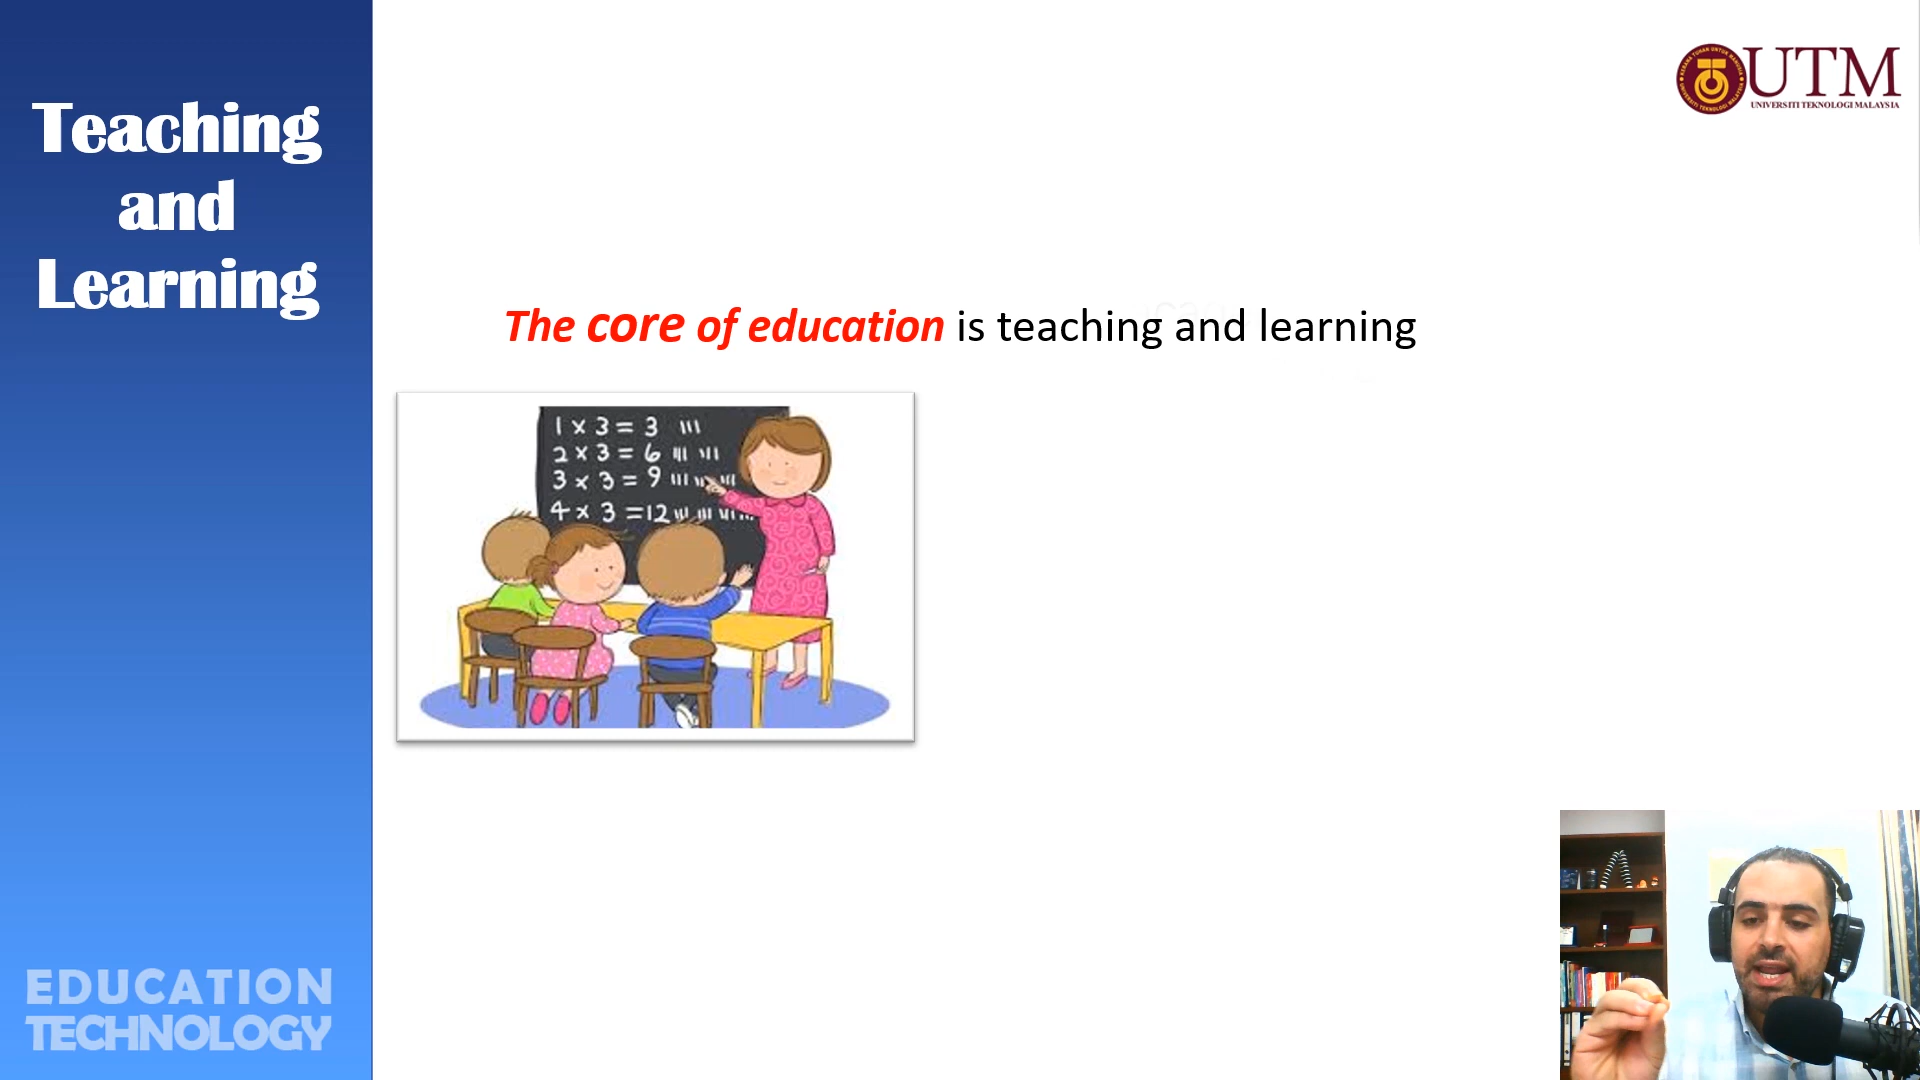 Teaching
and
Learning
UTM
UNIVERSITI TEKNOLOGI MALAYSIA
The core of education is teaching and learning
1 x 3 = 3
2 x 3 = 6
3 x 3 = 9
4 x 3 = 12
EDUCATION
TECHNOLOGY